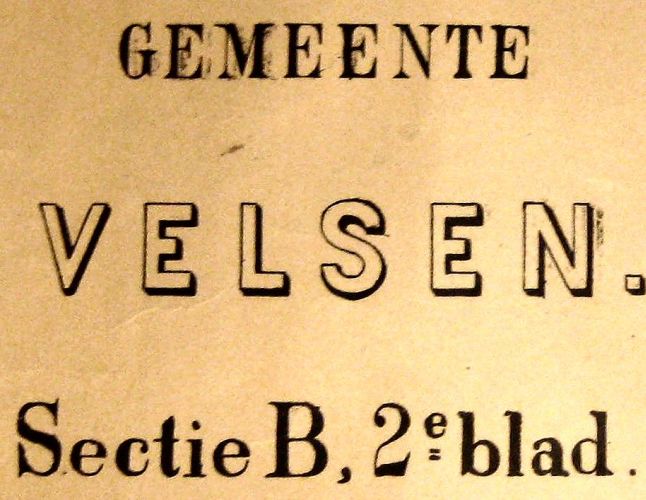 GEMEENTE
VELSEN.
Sectie B, 2e blad.